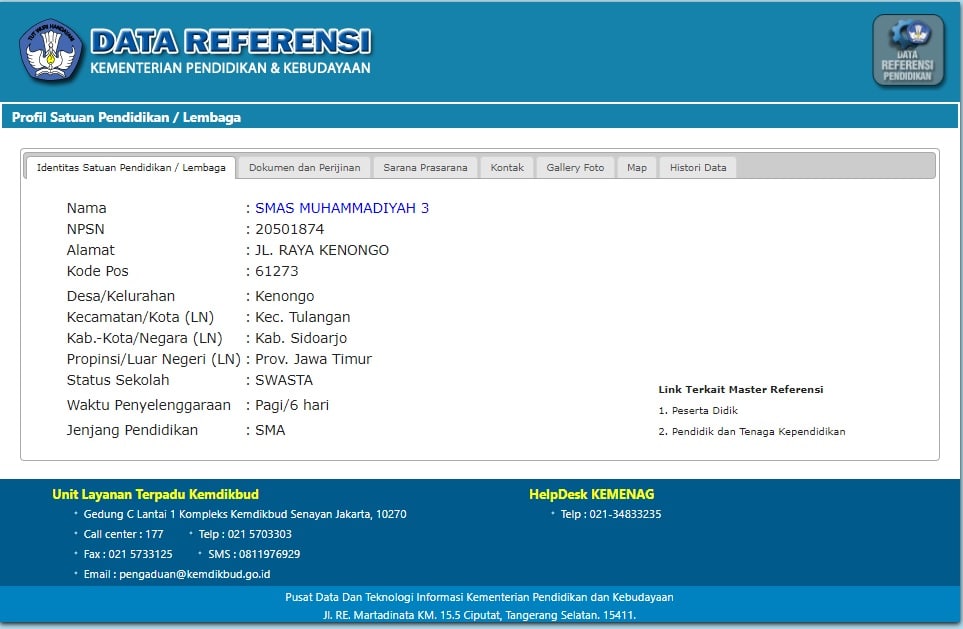 TUT WURI HANDAYANI
DATA REFERENSI
KEMENTERIAN PENDIDIKAN & KEBUDAYAAN
DATA
REFERENSI
PENDIDIKAN
Profil Satuan Pendidikan / Lembaga
Identitas Satuan Pendidikan / Lembaga Dokumen dan Perijinan Sarana Prasarana Kontak Gallery Foto Map Histori Data
Nama : SMAS MUHAMMADIYAH 3
NPSN : 20501874
Alamat : JL. RAYA KENONGO
Kode Pos : 61273
Desa/Kelurahan : Kenongo
Kecamatan/Kota (LN) : Kec. Tulangan
Kab.-Kota/Negara (LN) : Kab. Sidoarjo
Propinsi/Luar Negeri (LN) : Prov. Jawa Timur
Status Sekolah : SWASTA
Waktu Penyelenggaraan : Pagi/6 hari
Jenjang Pendidikan : SMA
Link Terkait Master Referensi
1. Peserta Didik
2. Pendidik dan Tenaga Kependidikan
Unit Layanan Terpadu Kemdikbud
Gedung C Lantai 1 Kompleks Kemdikbud Senayan Jakarta, 10270
Call center : 177 Telp : 021 5703303
Fax : 021 5733125 SMS : 0811976929
Email : pengaduan@kemdikbud.go.id
HelpDesk KEMENAG
Telp : 021-34833235
Pusat Data Dan Teknologi Informasi Kementerian Pendidikan dan Kebudayaan
Jl. RE. Martadinata KM. 15.5 Ciputat, Tangerang Selatan. 15411.